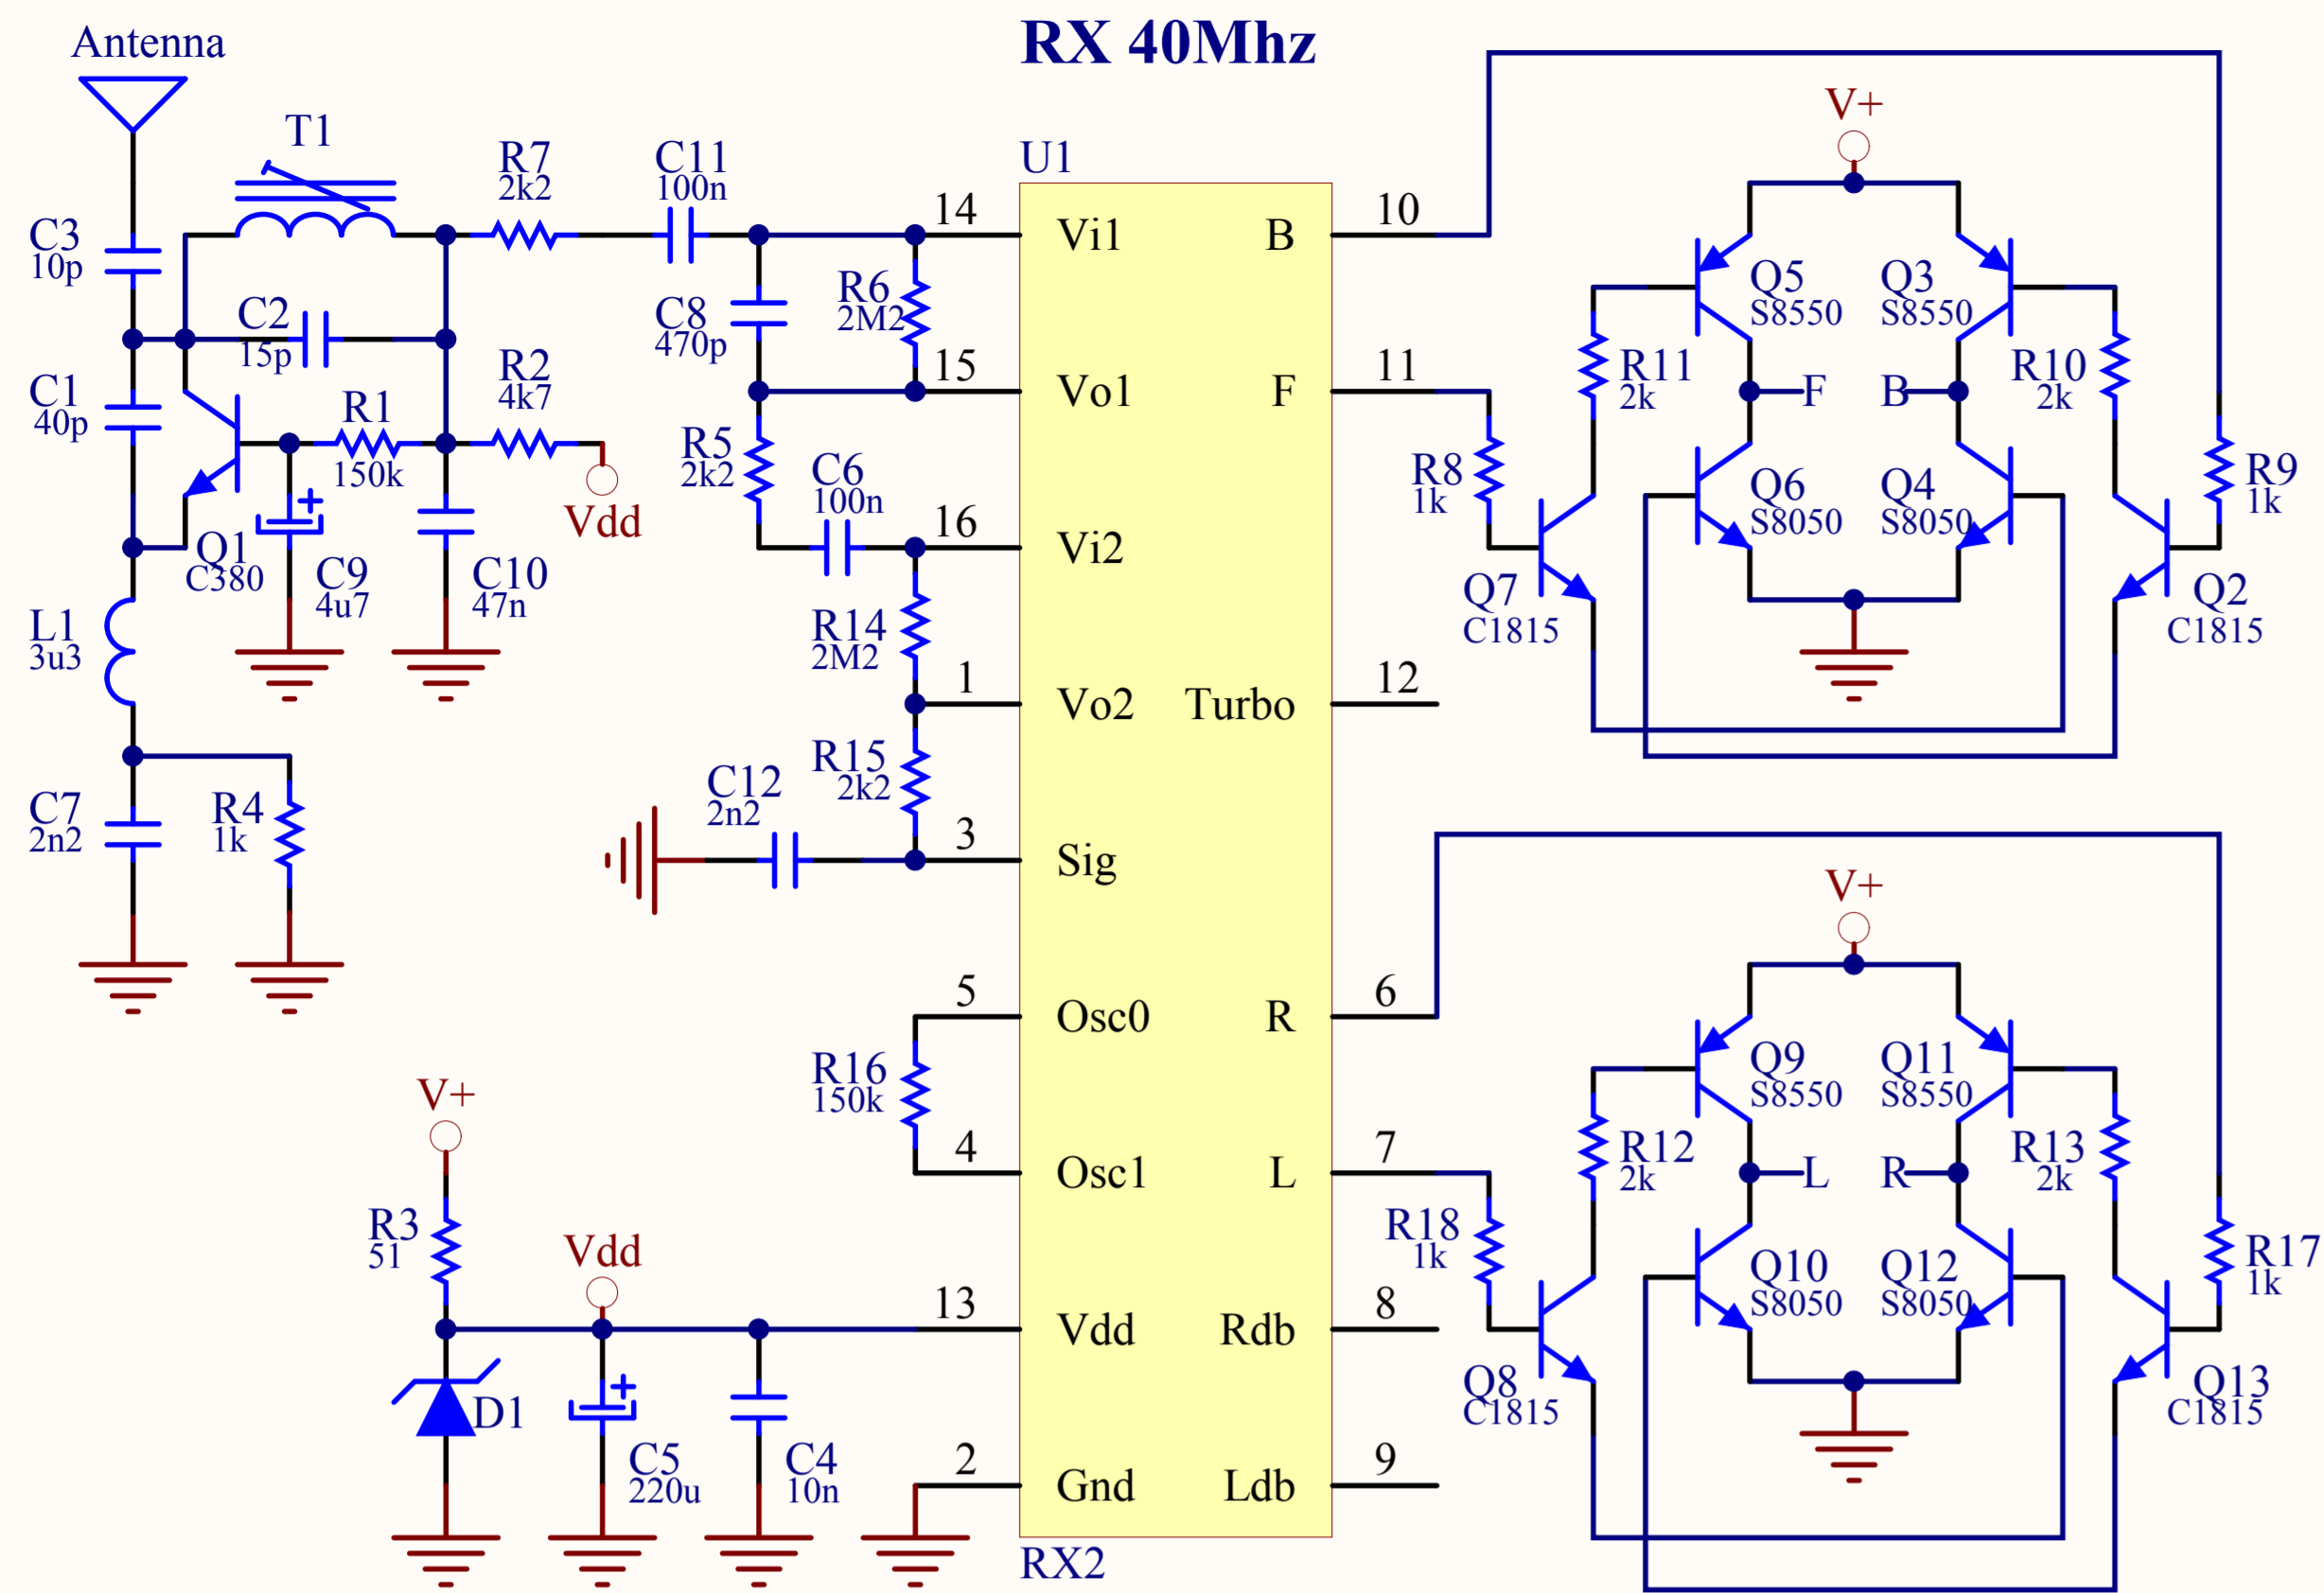 RX 40Mhz
Antenna
T1
C3
10p
C2
15p
C1
40p
R1
150k
Q1
C380
C9
4u7
C10
47n
L1
3u3
C7
2n2
R4
1k
R7
2k2
C11
100n
R2
4k7
Vdd
C8
470p
R6
2M2
R5
2k2
C6
100n
R14
2M2
R15
2k2
C12
2n2
R16
150k
V+
R3
51
Vdd
D1
C5
220u
C4
10n
U1
14 Vi1 B 10
15 Vo1 F 11
16 Vi2
1 Vo2 Turbo 12
3 Sig
5 Osc0 R 6
4 Osc1 L 7
13 Vdd Rdb 8
2 Gnd Ldb 9
RX2
V+
Q5
S8550
Q3
S8550
R11
2k
F B
R10
2k
R8
1k
Q6
S8050
Q4
S8050
R9
1k
Q7
C1815
Q2
C1815
V+
Q9
S8550
Q11
S8550
R12
2k
L R
R13
2k
R18
1k
Q10
S8050
Q12
S8050
R17
1k
Q8
C1815
Q13
C1815